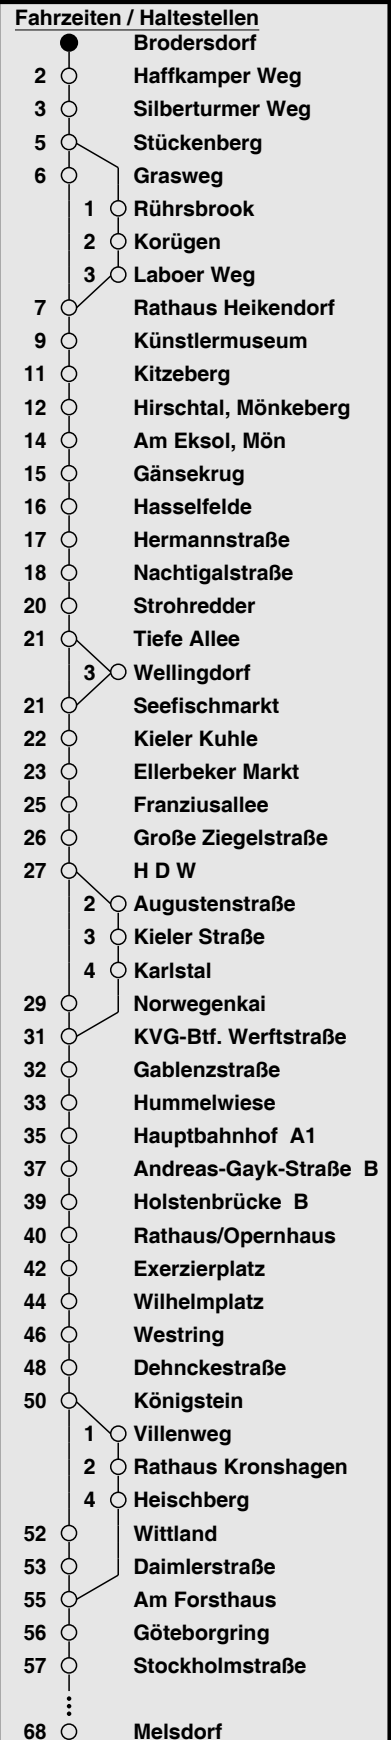 Fahrzeiten / Haltestellen
Brodersdorf
2 Haffkamper Weg
3 Silberturmer Weg
5 Stückenberg
6 Grasweg
1 Rührsbrook
2 Korügen
3 Laboer Weg
7 Rathaus Heikendorf
9 Künstlermuseum
11 Kitzeberg
12 Hirschtal, Mönkeberg
14 Am Eksol, Mön
15 Gänsekrug
16 Hasselfelde
17 Hermannstraße
18 Nachtigalstraße
20 Strohredder
21 Tiefe Allee
3 Wellingdorf
21 Seefischmarkt
22 Kieler Kuhle
23 Ellerbeker Markt
25 Franziusallee
26 Große Ziegelstraße
27 H D W
2 Augustenstraße
3 Kieler Straße
4 Karlstal
29 Norwegenkai
31 KVG-Btf. Werftstraße
32 Gablenzstraße
33 Hummelwiese
35 Hauptbahnhof A1
37 Andreas-Gayk-Straße B
39 Holstenbrücke B
40 Rathaus/Opernhaus
42 Exerzierplatz
44 Wilhelmplatz
46 Westring
48 Dehnckestraße
50 Königstein
1 Villenweg
2 Rathaus Kronshagen
4 Heischberg
52 Wittland
53 Daimlerstraße
55 Am Forsthaus
56 Göteborgring
57 Stockholmstraße
68 Melsdorf